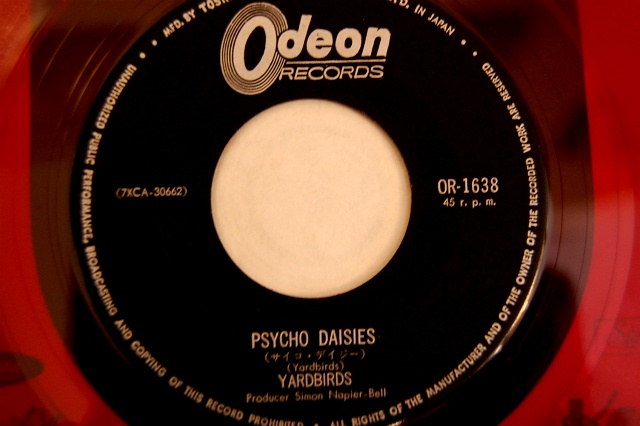 MFD. BY
IN JAPAN
Odeon
RECORDS
(7XCA-30662)
OR-1638
45 r. p. m.
PSYCHO DAISIES
(サイコ・デイジー)
(Yardbirds)
YARDBIRDS
Producer Simon Napier-Bell
ALL RIGHTS OF THE MANUFACTURER AND OF THE OWNER OF THE RECORDED WORK ARE RESERVED
UNAUTHORIZED PUBLIC PERFORMANCE, BROADCASTING AND COPYING OF THIS RECORD PROHIBITED